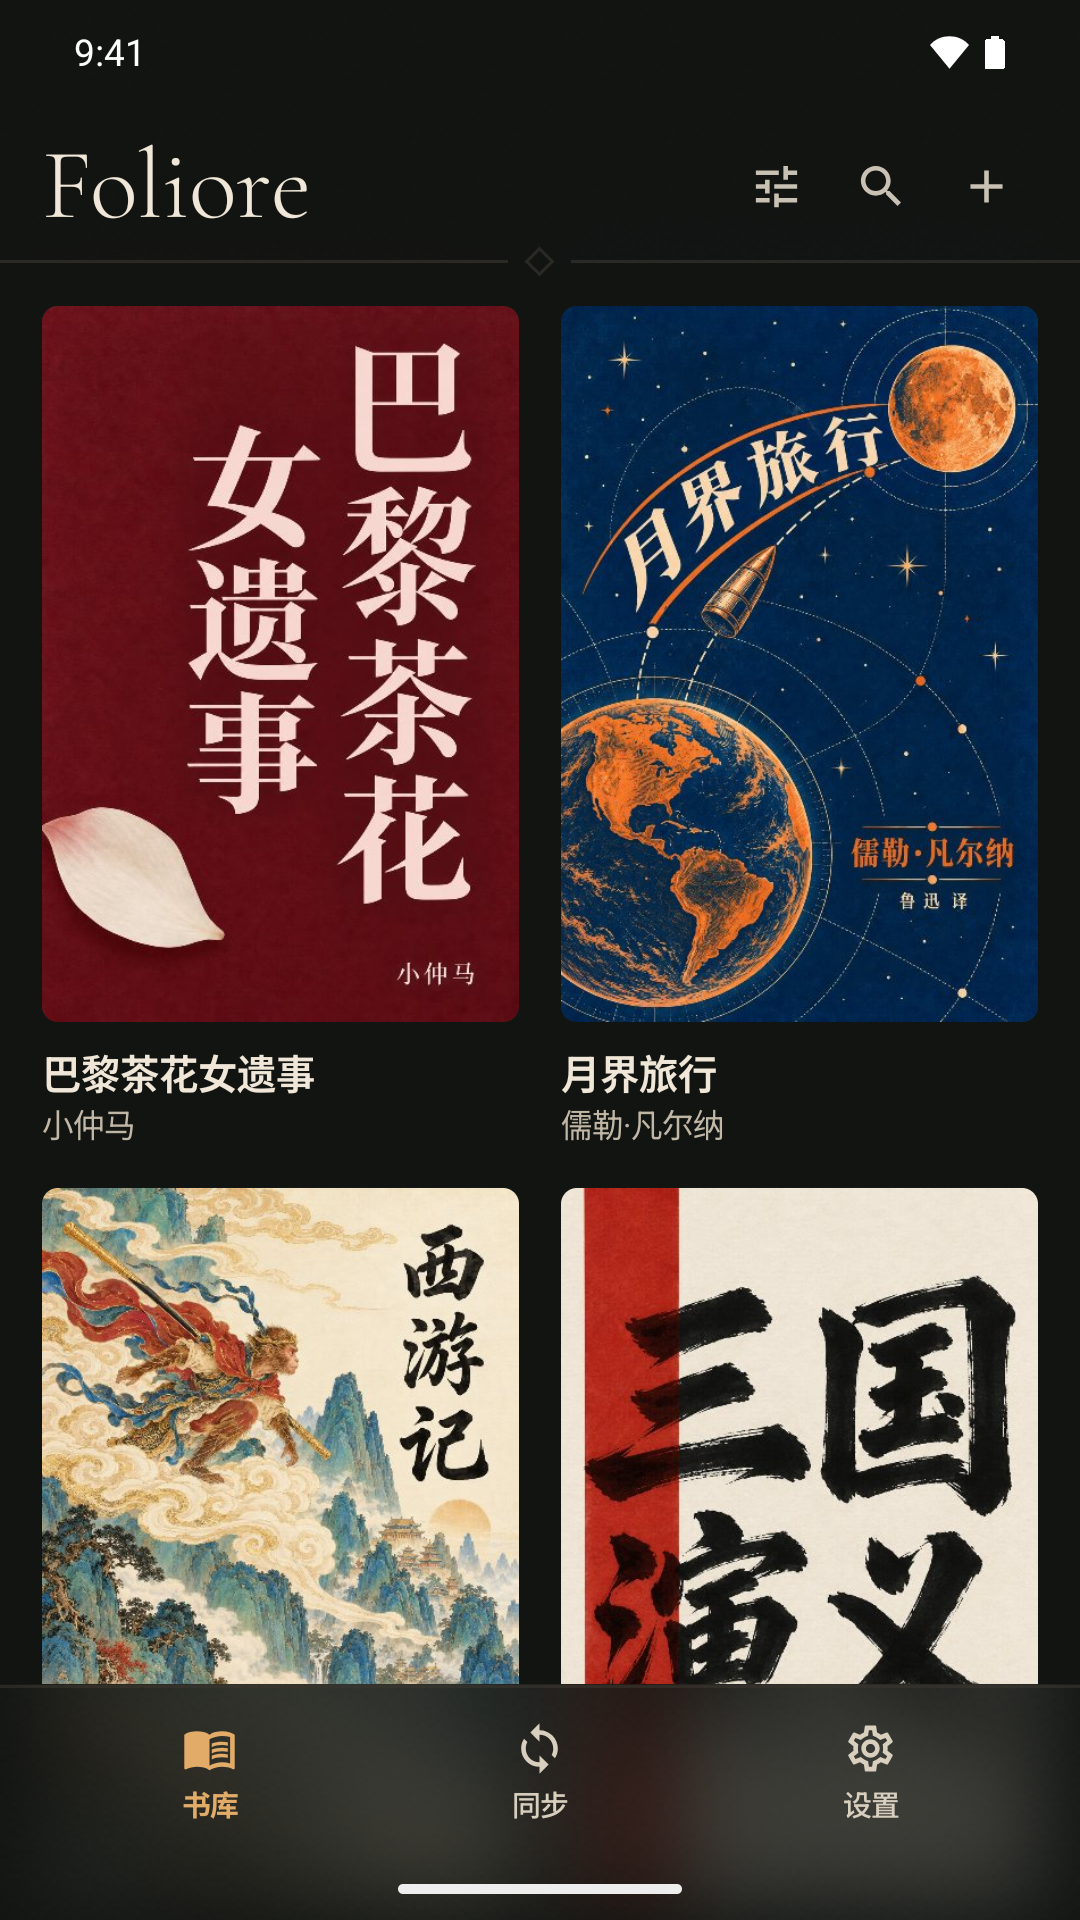 9:41
Foliore
巴黎茶花
女遗事
小仲马
月界旅行
儒勒·凡尔纳
鲁迅 译
巴黎茶花女遗事
小仲马
月界旅行
儒勒·凡尔纳
西游记
三国
演义
书库
同步
设置